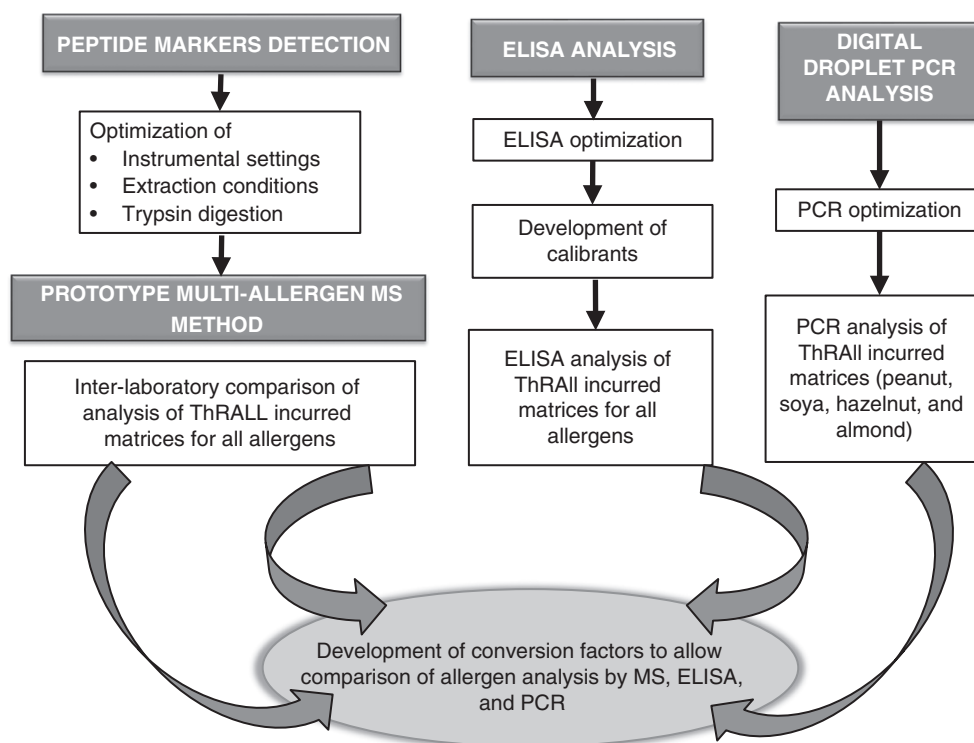 PEPTIDE MARKERS DETECTION
Optimization of
• Instrumental settings
• Extraction conditions
• Trypsin digestion
PROTOTYPE MULTI-ALLERGEN MS
METHOD
Inter-laboratory comparison of
analysis of ThRALL incurred
matrices for all allergens
ELISA ANALYSIS
ELISA optimization
Development of
calibrants
ELISA analysis of
ThRAll incurred
matrices for all
allergens
DIGITAL
DROPLET PCR
ANALYSIS
PCR optimization
PCR analysis of
ThRAll incurred
matrices (peanut,
soya, hazelnut, and
almond)
Development of conversion factors to allow
comparison of allergen analysis by MS, ELISA,
and PCR